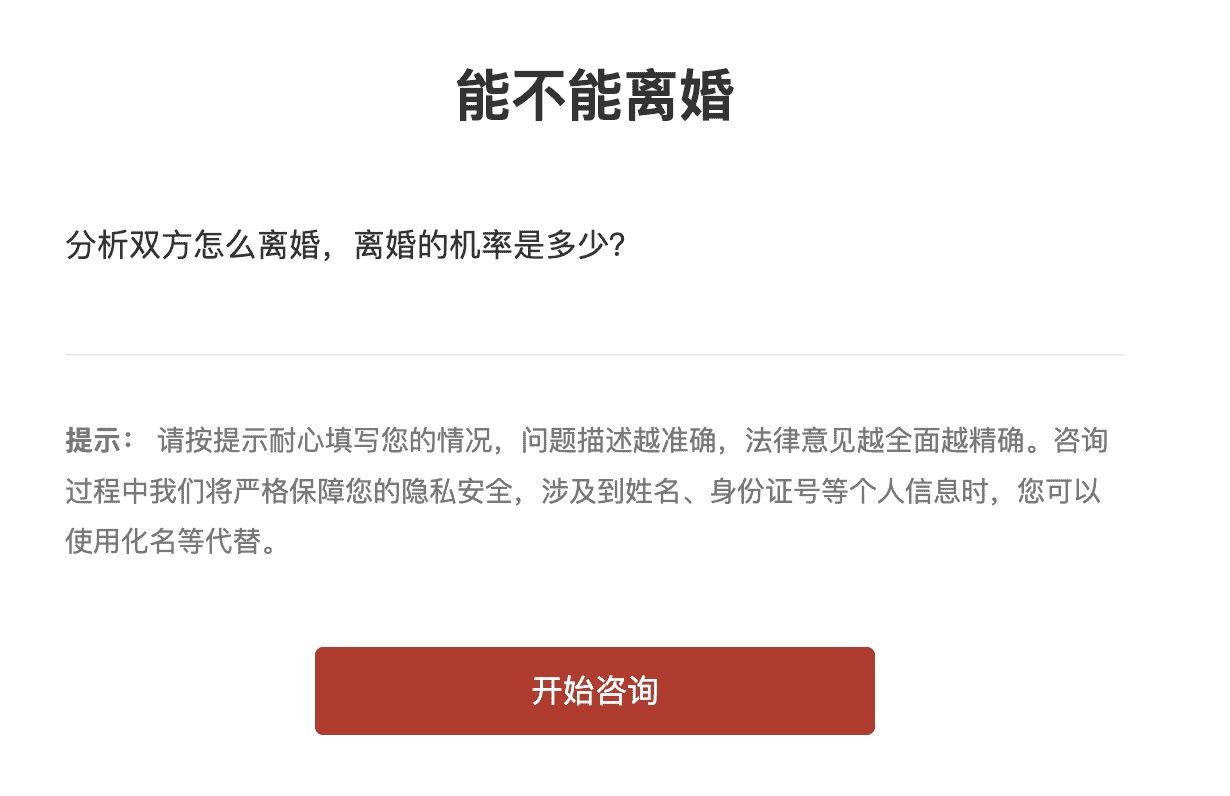 能不能离婚
分析双方怎么离婚，离婚的机率是多少?
提示： 请按提示耐心填写您的情况，问题描述越准确，法律意见越全面越精确。咨询
过程中我们将严格保障您的隐私安全，涉及到姓名、身份证号等个人信息时，您可以
使用化名等代替。
开始咨询